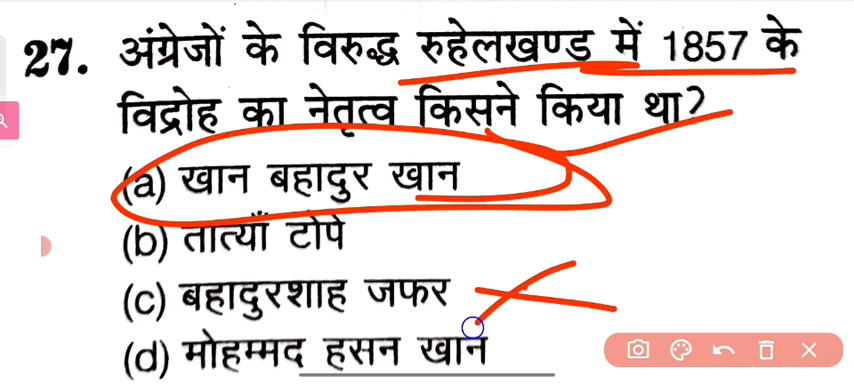 27. अंग्रेजों के विरुद्ध रुहेलखण्ड में 1857 के
विद्रोह का नेतृत्व किसने किया था?
(a) खान बहादुर खान
(b) तात्याँ टोपे
(c) बहादुरशाह जफर
(d) मोहम्मद हसन खान